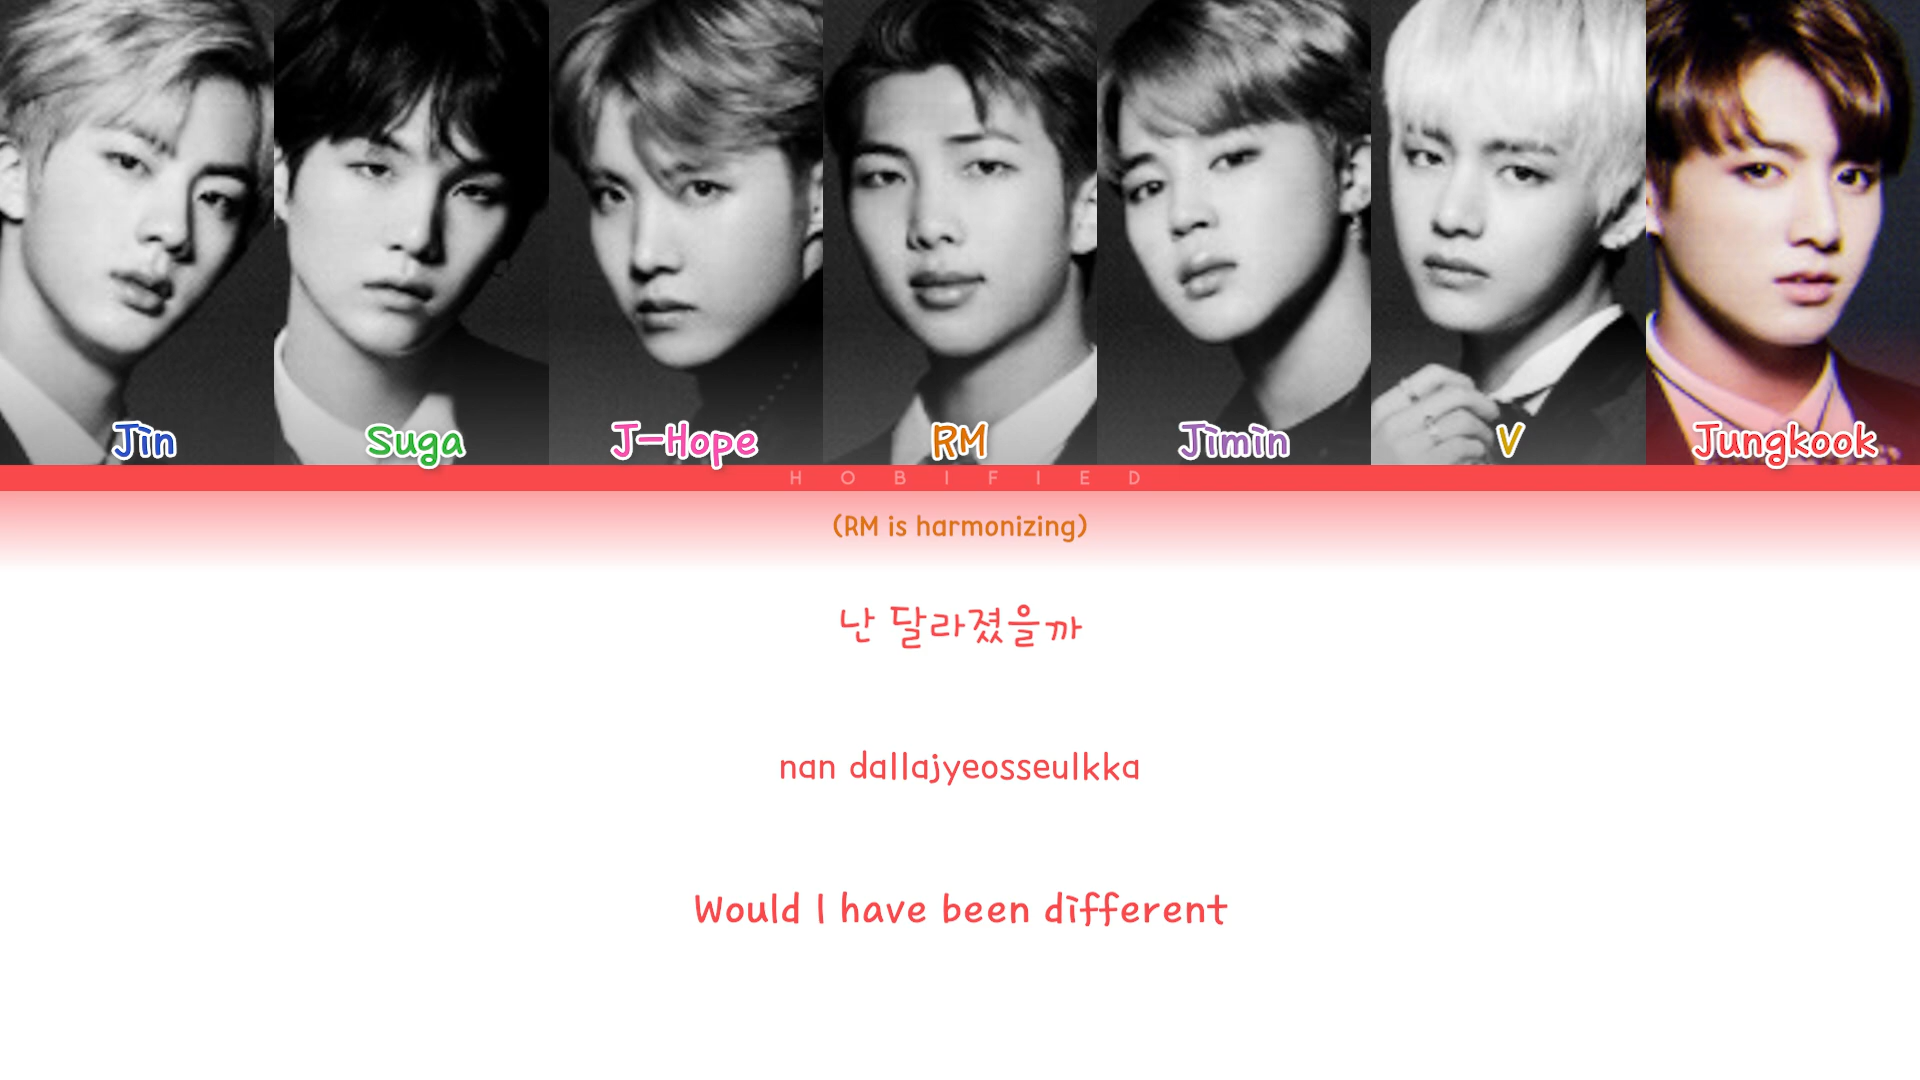 Jin Suga J-Hope RM Jimin V Jungkook
HOBIFIED
(RM is harmonizing)
난 달라졌을까
nan dallajyeosseulkka
Would I have been different